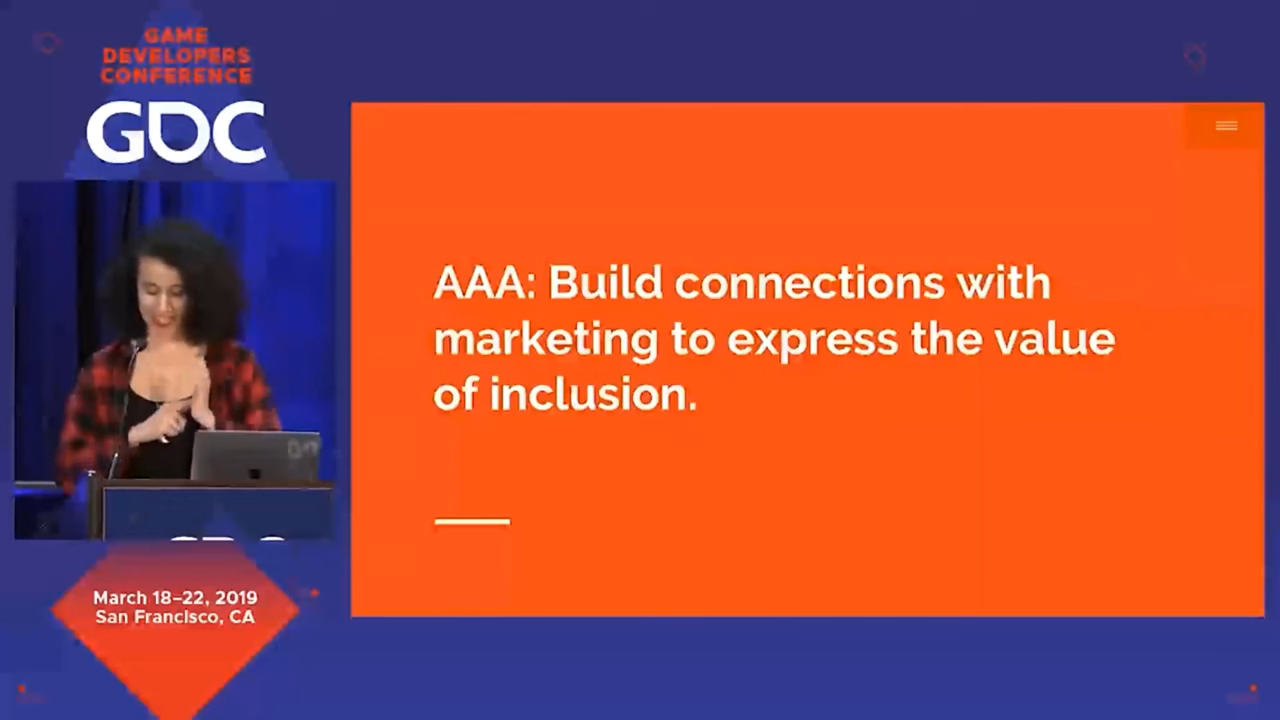 GAME
DEVELOPERS
CONFERENCE
GDC
AAA: Build connections with
marketing to express the value
of inclusion.
March 18–22, 2019
San Francisco, CA